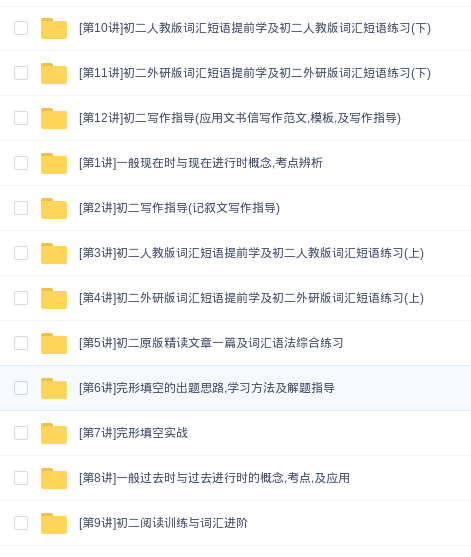 [第10讲]初二人教版词汇短语提前学及初二人教版词汇短语练习(下)
[第11讲]初二外研版词汇短语提前学及初二外研版词汇短语练习(下)
[第12讲]初二写作指导(应用文书信写作范文,模板,及写作指导)
[第1讲]一般现在时与现在进行时概念,考点辨析
[第2讲]初二写作指导(记叙文写作指导)
[第3讲]初二人教版词汇短语提前学及初二人教版词汇短语练习(上)
[第4讲]初二外研版词汇短语提前学及初二外研版词汇短语练习(上)
[第5讲]初二原版精读文章一篇及词汇语法综合练习
[第6讲]完形填空的出题思路,学习方法及解题指导
[第7讲]完形填空实战
[第8讲]一般过去时与过去进行时的概念,考点,及应用
[第9讲]初二阅读训练与词汇进阶